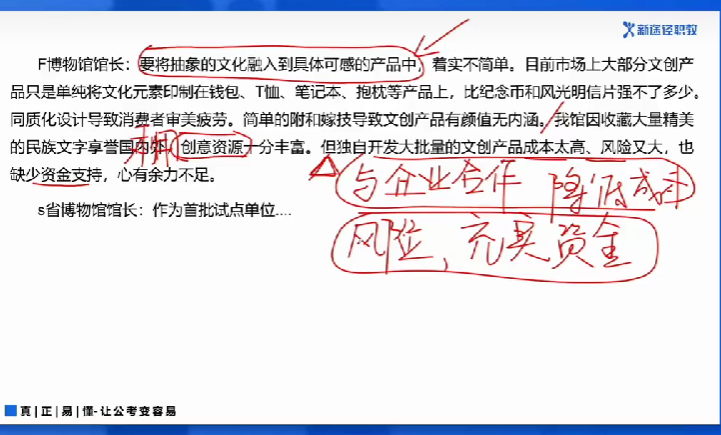 新途径职教
F博物馆馆长：要将抽象的文化融入到具体可感的产品中，着实不简单。目前市场上大部分文创产
品只是单纯将文化元素印制在钱包、T恤、笔记本、抱枕等产品上，比纪念币和风光明信片强不了多少。
同质化设计导致消费者审美疲劳。简单的附和嫁技导致文创产品有颜值无内涵。我馆因收藏大量精美
的民族文字享誉国内外，创意资源十分丰富。但独自开发大批量的文创产品成本太高、风险又大，也
缺少资金支持，心有余力不足。
与企业合作 降低成本
s省博物馆馆长：作为首批试点单位....
风险，充实资金
真|正|易|懂-让公考变容易